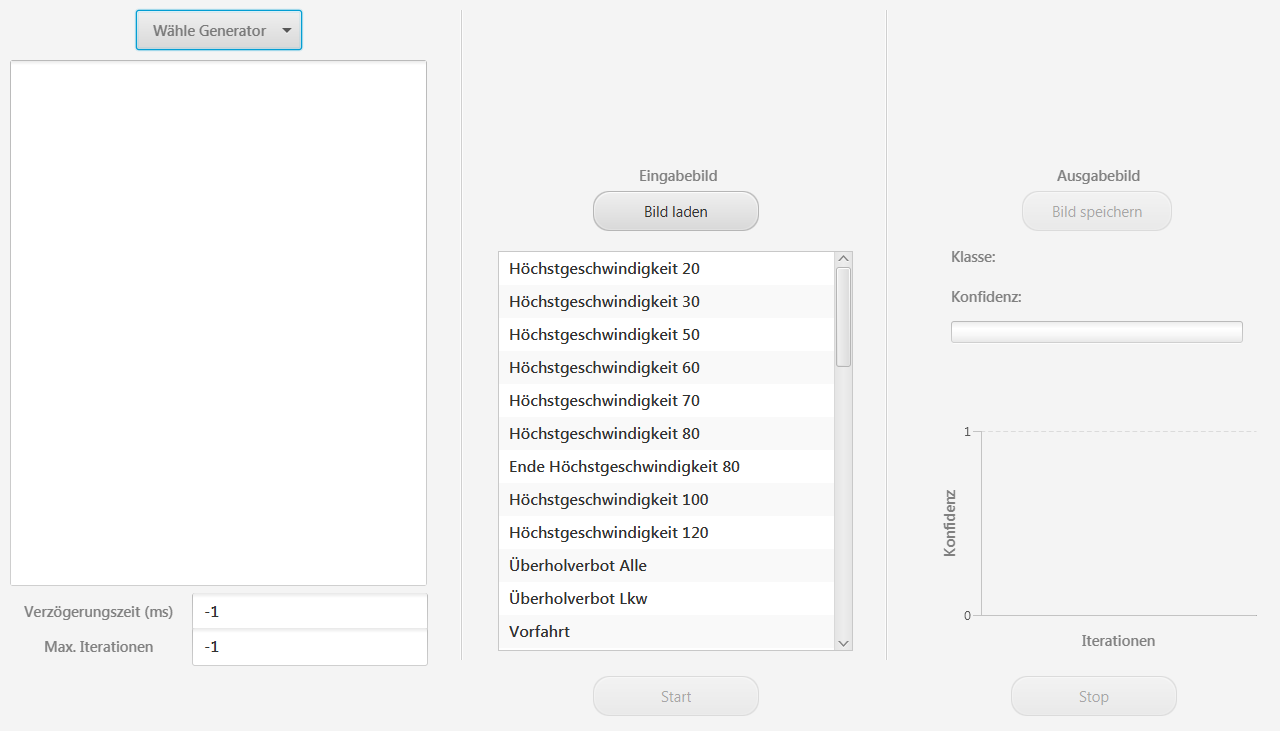 Wähle Generator
Verzögerungszeit (ms)
-1
Max. Iterationen
-1
Eingabebild
Bild laden
Höchstgeschwindigkeit 20
Höchstgeschwindigkeit 30
Höchstgeschwindigkeit 50
Höchstgeschwindigkeit 60
Höchstgeschwindigkeit 70
Höchstgeschwindigkeit 80
Ende Höchstgeschwindigkeit 80
Höchstgeschwindigkeit 100
Höchstgeschwindigkeit 120
Überholverbot Alle
Überholverbot Lkw
Vorfahrt
Start
Ausgabebild
Bild speichern
Klasse:
Konfidenz:
1
Konfidenz
0
Iterationen
Stop